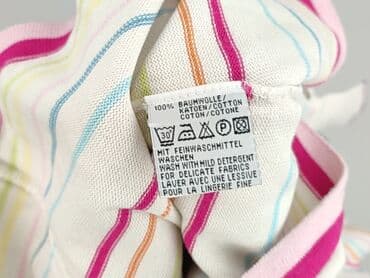 100% BAUMWOLLE/
KATOEN/COTTON
COTON/COTONE
30
MIT FEINWASCHMITTEL
WASCHEN
WASH WITH MILD DETERGENT
FOR DELICATE FABRICS
LAVER AVEC UNE LESSIVE
POUR LA LINGERIE FINE